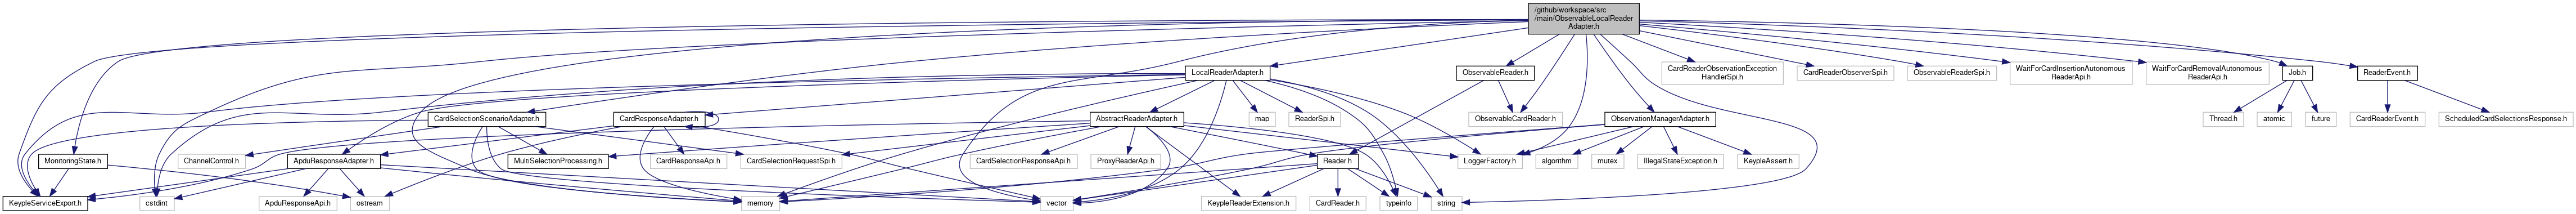 /github/workspace/src
/main/ObservableLocalReader
Adapter.h
LocalReaderAdapter.h
ObservableReader.h
CardReaderObservationException
HandlerSpi.h
CardReaderObserverSpi.h
ObservableReaderSpi.h
WaitForCardInsertionAutonomous
ReaderApi.h
WaitForCardRemovalAutonomous
ReaderApi.h
Job.h
ReaderEvent.h
CardSelectionScenarioAdapter.h
CardResponseAdapter.h
AbstractReaderAdapter.h
map
ReaderSpi.h
ObservableCardReader.h
ObservationManagerAdapter.h
Thread.h
atomic
future
CardReaderEvent.h
ScheduledCardSelectionsResponse.h
MonitoringState.h
ChannelControl.h
ApduResponseAdapter.h
MultiSelectionProcessing.h
CardResponseApi.h
CardSelectionRequestSpi.h
CardSelectionResponseApi.h
ProxyReaderApi.h
Reader.h
LoggerFactory.h
algorithm
mutex
IllegalStateException.h
KeypleAssert.h
KeypleServiceExport.h
cstdint
ApduResponseApi.h
ostream
memory
vector
KeypleReaderExtension.h
CardReader.h
typeinfo
string